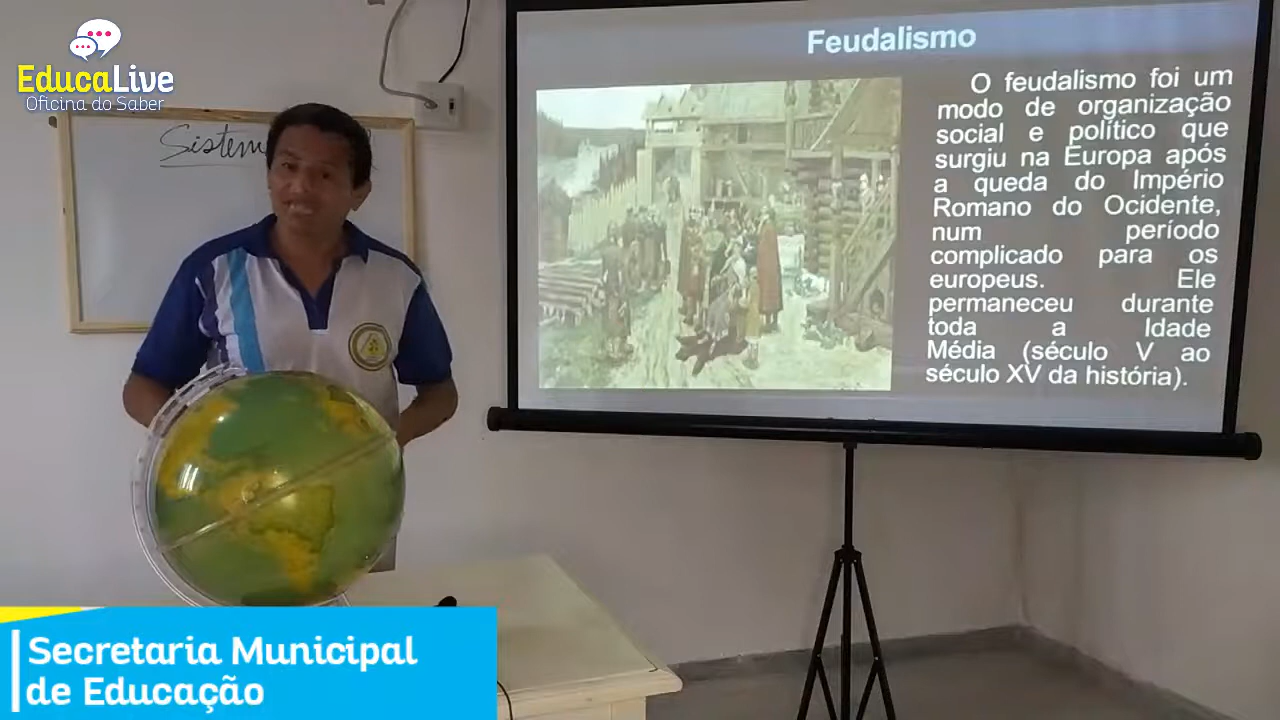 EducaLive
Oficina do Saber
Feudalismo
O feudalismo foi um
modo de organização
social e político que
surgiu na Europa após
a queda do Império
Romano do Ocidente,
num período
complicado para os
europeus. Ele
permaneceu durante
toda a Idade
Média (século V ao
século XV da história).
Secretaria Municipal
de Educação